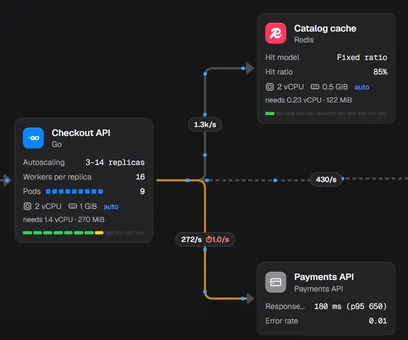 Catalog cache
Redis
Hit model Fixed ratio
Hit ratio 85%
2 vCPU 0.5 GiB auto
needs 0.23 vCPU · 122 MiB
1.3k/s
GO
Checkout API
Go
Autoscaling 3–14 replicas
Workers per replica 16
Pods 9
2 vCPU 1 GiB auto
needs 1.4 vCPU · 270 MiB
430/s
272/s 1.0/s
Payments API
Payments API
Response… 180 ms (p95 650)
Error rate 0.01